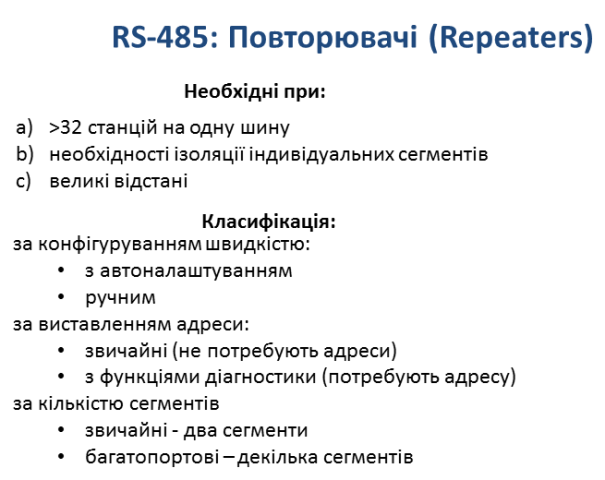 RS-485: Повторювачі (Repeaters)
Необхідні при:
a) >32 станцій на одну шину
b) необхідності ізоляції індивідуальних сегментів
c) великі відстані
Класифікація:
за конфігуруванням швидкістю:
• з автоналаштуванням
• ручним
за виставленням адреси:
• звичайні (не потребують адреси)
• з функціями діагностики (потребують адресу)
за кількістю сегментів
• звичайні - два сегменти
• багатопортові – декілька сегментів